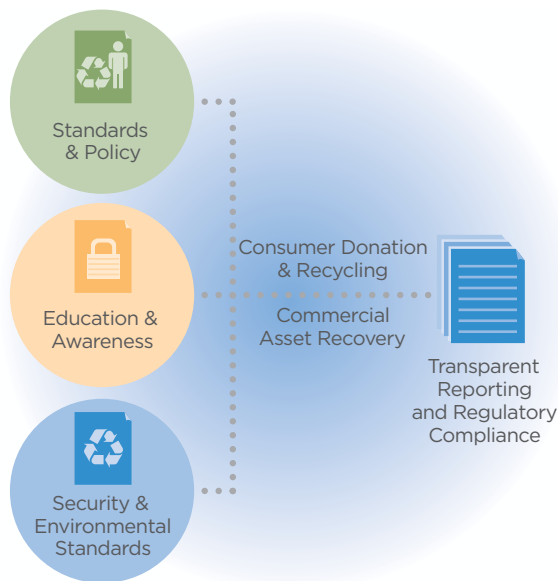 Standards
& Policy
Consumer Donation
& Recycling
Education &
Awareness
Commercial
Asset Recovery
Transparent
Reporting
and Regulatory
Compliance
Security &
Environmental
Standards